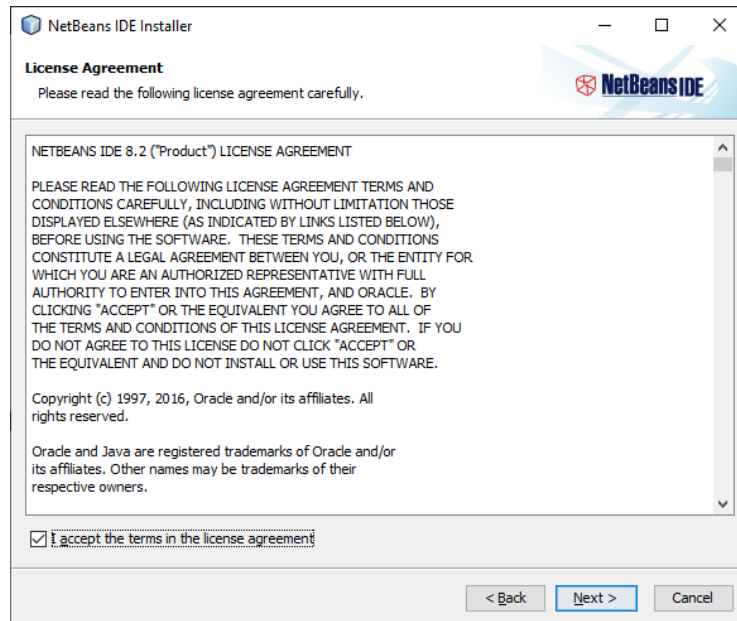 NetBeans IDE Installer
License Agreement
Please read the following license agreement carefully.
NetBeans IDE
NETBEANS IDE 8.2 ("Product") LICENSE AGREEMENT
PLEASE READ THE FOLLOWING LICENSE AGREEMENT TERMS AND
CONDITIONS CAREFULLY, INCLUDING WITHOUT LIMITATION THOSE
DISPLAYED ELSEWHERE (AS INDICATED BY LINKS LISTED BELOW),
BEFORE USING THE SOFTWARE.  THESE TERMS AND CONDITIONS
CONSTITUTE A LEGAL AGREEMENT BETWEEN YOU, OR THE ENTITY FOR
WHICH YOU ARE AN AUTHORIZED REPRESENTATIVE WITH FULL
AUTHORITY TO ENTER INTO THIS AGREEMENT, AND ORACLE.  BY
CLICKING "ACCEPT" OR THE EQUIVALENT YOU AGREE TO ALL OF
THE TERMS AND CONDITIONS OF THIS LICENSE AGREEMENT.  IF YOU
DO NOT AGREE TO THIS LICENSE DO NOT CLICK "ACCEPT" OR
THE EQUIVALENT AND DO NOT INSTALL OR USE THIS SOFTWARE.
Copyright (c) 1997, 2016, Oracle and/or its affiliates. All
rights reserved.
Oracle and Java are registered trademarks of Oracle and/or
its affiliates. Other names may be trademarks of their
respective owners.
I accept the terms in the license agreement
< Back
Next >
Cancel